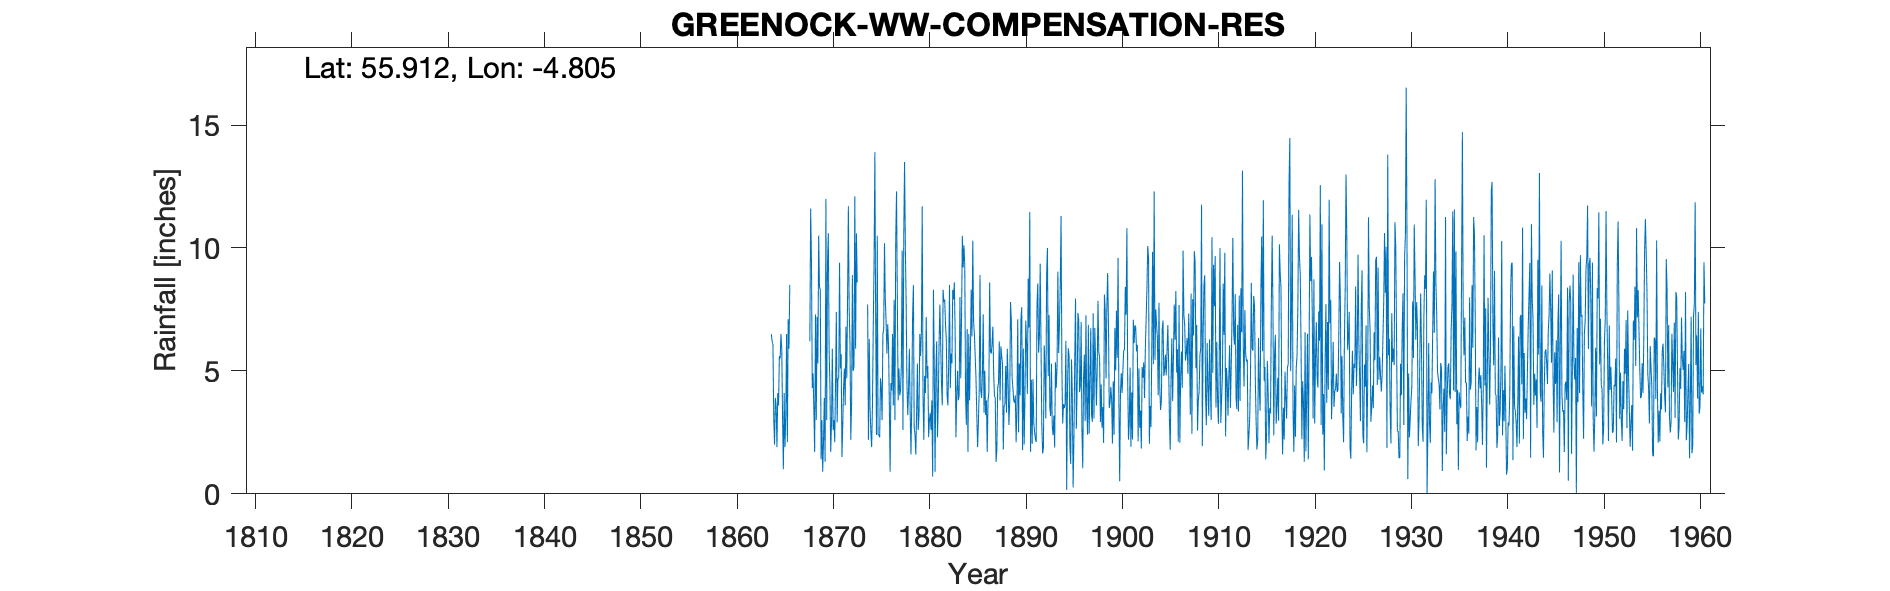 GREENOCK-WW-COMPENSATION-RES
Lat: 55.912, Lon: -4.805
15
10
5
0
Rainfall [inches]
1810 1820 1830 1840 1850 1860 1870 1880 1890 1900 1910 1920 1930 1940 1950 1960
Year